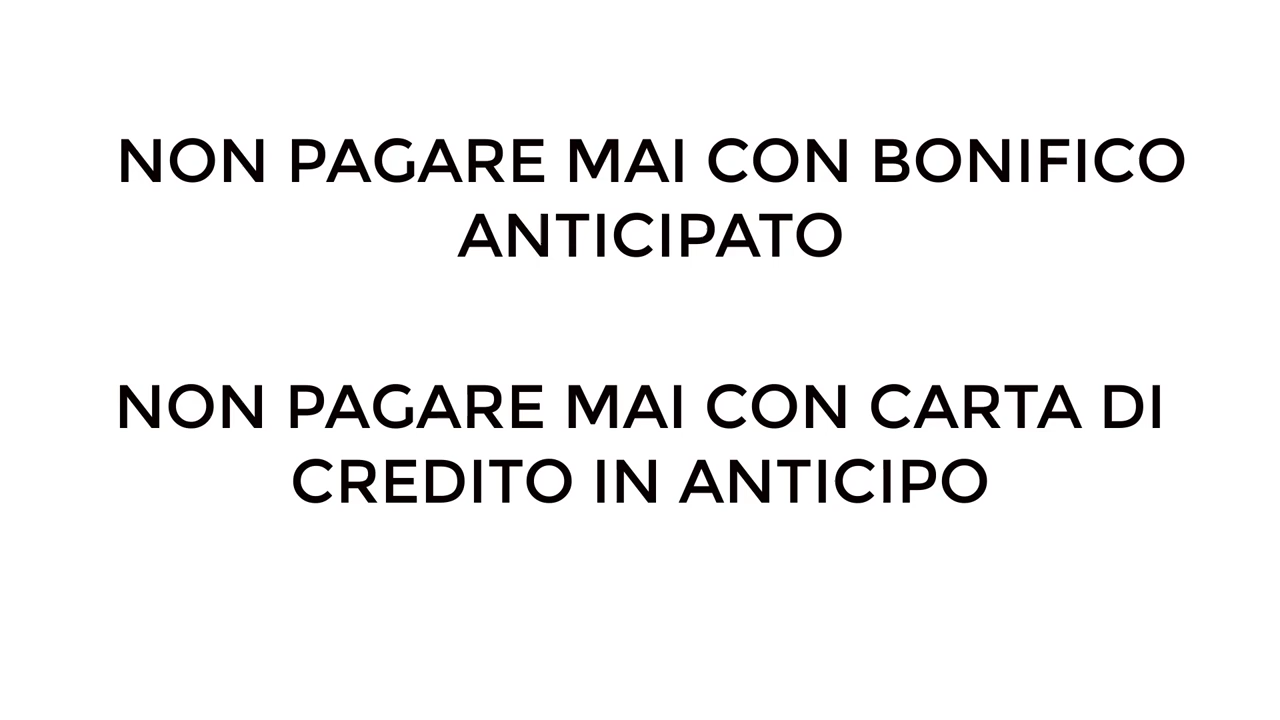 NON PAGARE MAI CON BONIFICO
ANTICIPATO
NON PAGARE MAI CON CARTA DI
CREDITO IN ANTICIPO